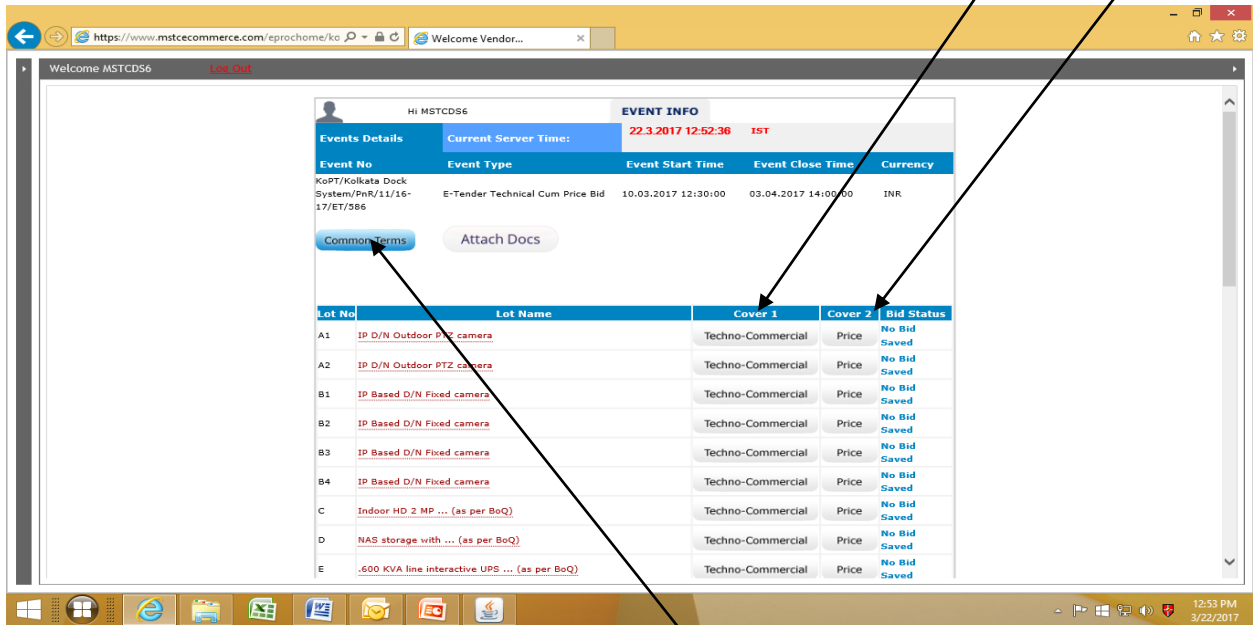 https://www.mstcecommerce.com/eprochome/kc
Welcome Vendor...
Welcome MSTCDS6 Log Out
Hi MSTCDS6 EVENT INFO
Events Details Current Server Time: 22.3.2017 12:52:36 IST
Event No Event Type Event Start Time Event Close Time Currency
KoPT/Kolkata Dock
System/PnR/11/16-
17/ET/586
E-Tender Technical Cum Price Bid 10.03.2017 12:30:00 03.04.2017 14:00:00 INR
Common Terms Attach Docs
Lot No Lot Name Cover 1 Cover 2 Bid Status
A1 IP D/N Outdoor PTZ camera Techno-Commercial Price No Bid
Saved
A2 IP D/N Outdoor PTZ camera Techno-Commercial Price No Bid
Saved
B1 IP Based D/N Fixed camera Techno-Commercial Price No Bid
Saved
B2 IP Based D/N Fixed camera Techno-Commercial Price No Bid
Saved
B3 IP Based D/N Fixed camera Techno-Commercial Price No Bid
Saved
B4 IP Based D/N Fixed camera Techno-Commercial Price No Bid
Saved
C Indoor HD 2 MP ... (as per BoQ) Techno-Commercial Price No Bid
Saved
D NAS storage with ... (as per BoQ) Techno-Commercial Price No Bid
Saved
E .600 KVA line interactive UPS ... (as per BoQ) Techno-Commercial Price No Bid
Saved
12:53 PM
3/22/2017